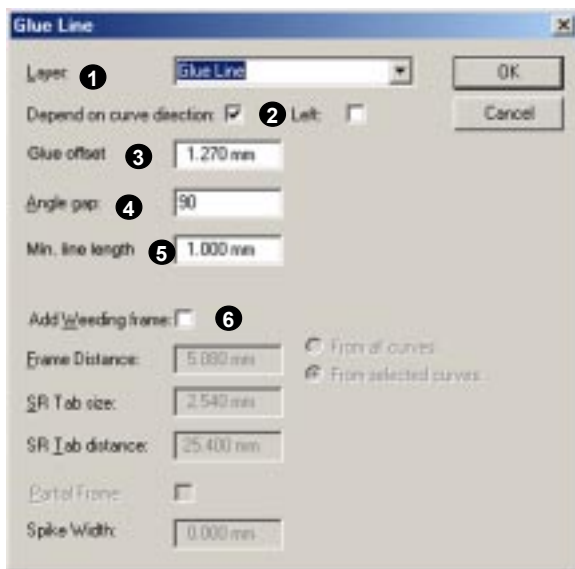 Glue Line
Layer: 1 Glue Line OK
Depend on curve direction: 2 Left: Cancel
Glue offset 3 1.270 mm
Angle gap: 4 90
Min. line length 5 1.000 mm
Add Weeding frame: 6
Frame Distance: 5.080 mm From all curves
SR Tab size: 2.540 mm From selected curves
SR Tab distance: 25.400 mm
Partial Frame:
Spike Width: 0.000 mm